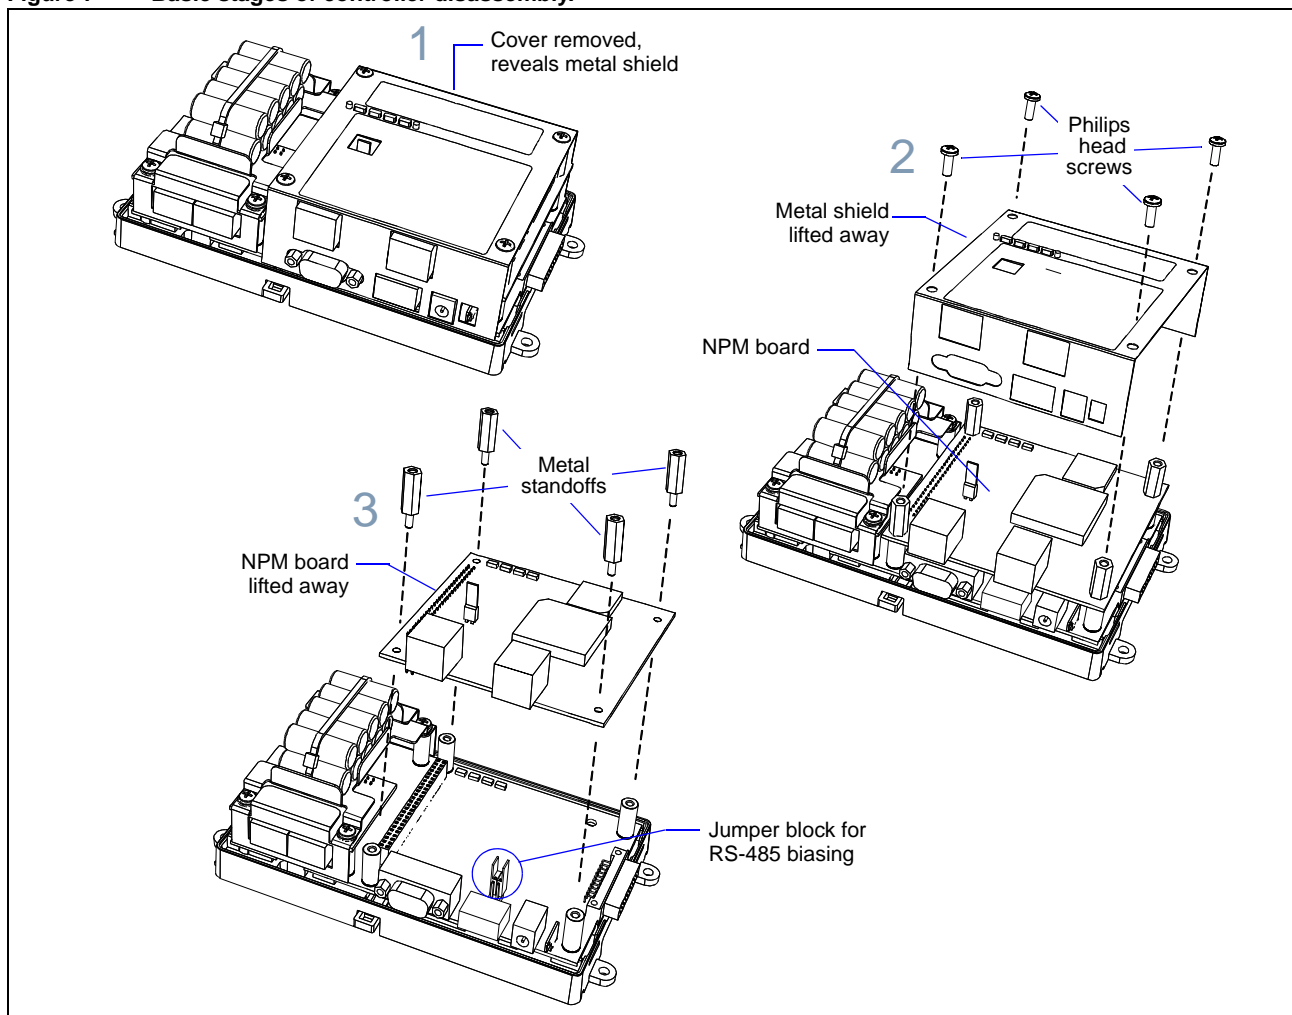 1
Cover removed,
reveals metal shield
2
Philips
head
screws
Metal shield
lifted away
NPM board
3
Metal
standoffs
NPM board
lifted away
Jumper block for
RS-485 biasing